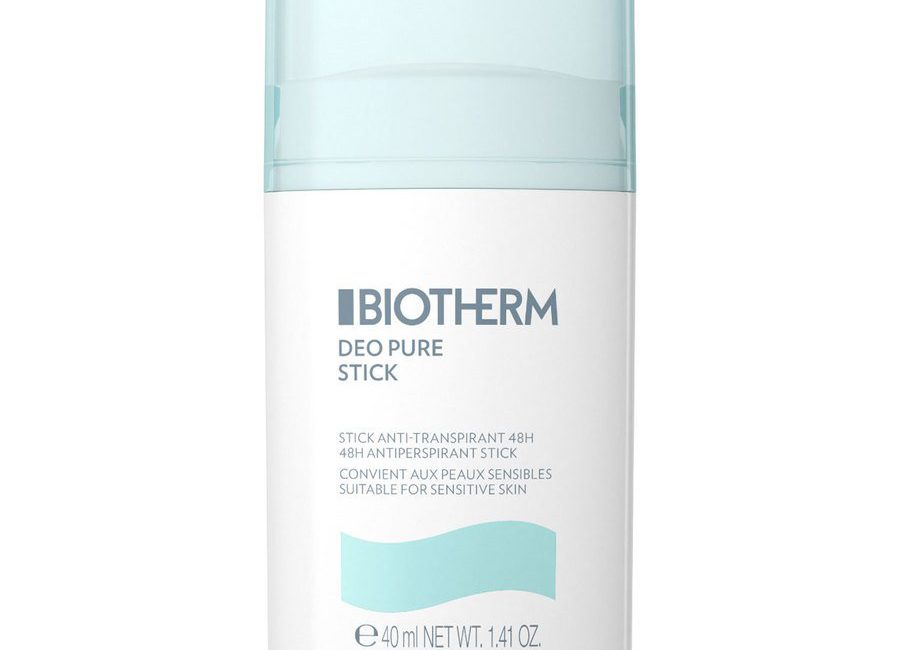 BIOTHERM
DEO PURE
STICK
STICK ANTI-TRANSPIRANT 48H
48H ANTIPERSPIRANT STICK
CONVIENT AUX PEAUX SENSIBLES
SUITABLE FOR SENSITIVE SKIN
℮ 40 ml NET WT. 1.41 OZ.